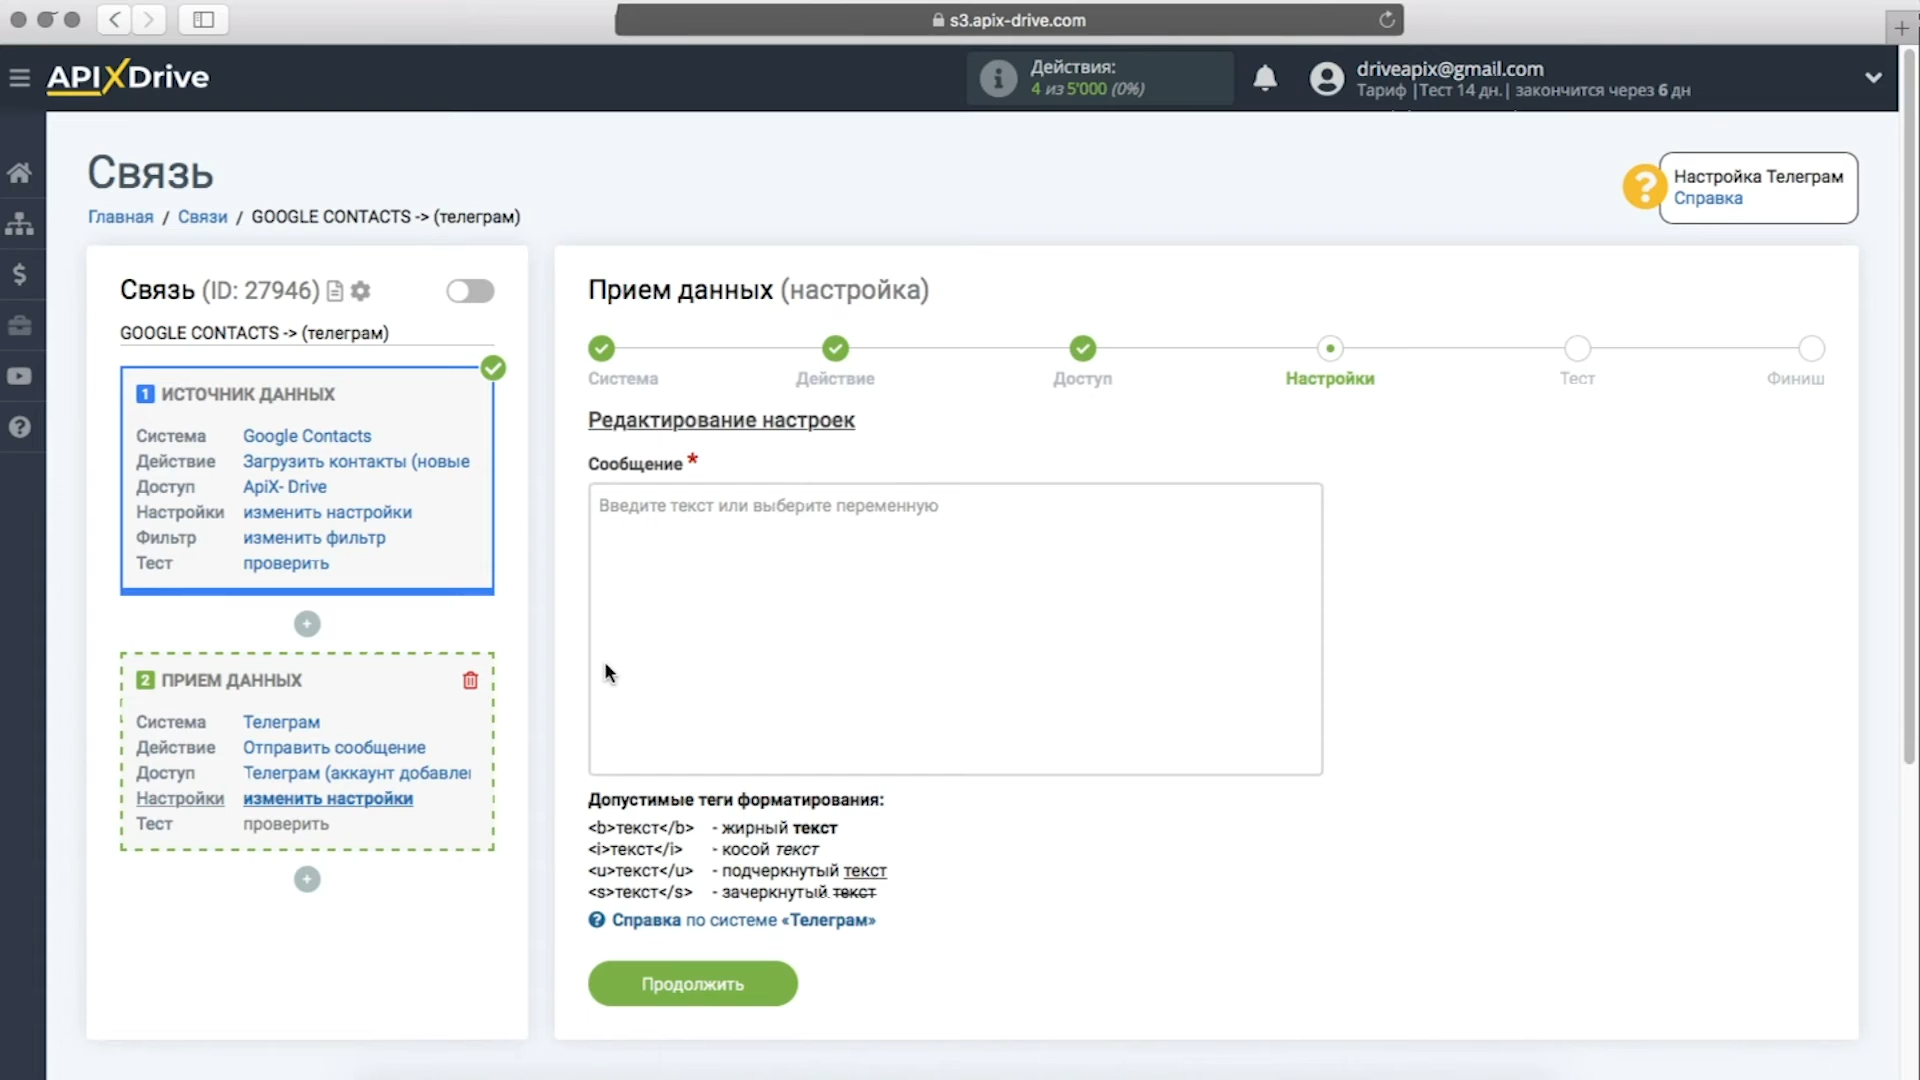 s3.apix-drive.com
APIXDrive
Действия:
4 из 5'000 (0%)
driveapix@gmail.com
Тариф |Тест 14 дн.| закончится через 6 дн
Связь
Главная / Связи / GOOGLE CONTACTS -> (телеграм)
Настройка Телеграм
Справка
Связь (ID: 27946)
GOOGLE CONTACTS -> (телеграм)
1 ИСТОЧНИК ДАННЫХ
Система Google Contacts
Действие Загрузить контакты (новые
Доступ ApiX- Drive
Настройки изменить настройки
Фильтр изменить фильтр
Тест проверить
2 ПРИЕМ ДАННЫХ
Система Телеграм
Действие Отправить сообщение
Доступ Телеграм (аккаунт добавле
Настройки изменить настройки
Тест проверить
Прием данных (настройка)
Система Действие Доступ Настройки Тест Финиш
Редактирование настроек
Сообщение *
Введите текст или выберите переменную
Допустимые теги форматирования:
<b>текст</b> - жирный текст
<i>текст</i> - косой текст
<u>текст</u> - подчеркнутый текст
<s>текст</s> - зачеркнутый текст
Справка по системе «Телеграм»
Продолжить